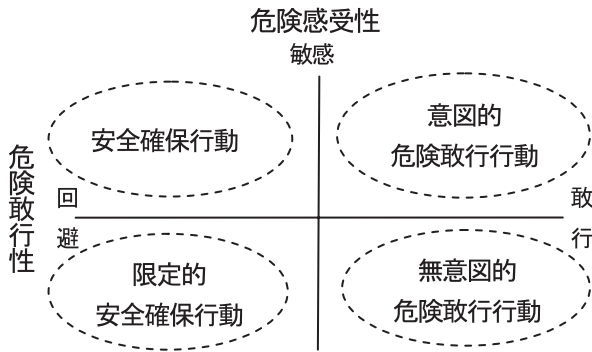 危険感受性
敏感
安全確保行動
意図的
危険敢行行動
危険敢行性
回避
敢行
限定的
安全確保行動
無意図的
危険敢行行動